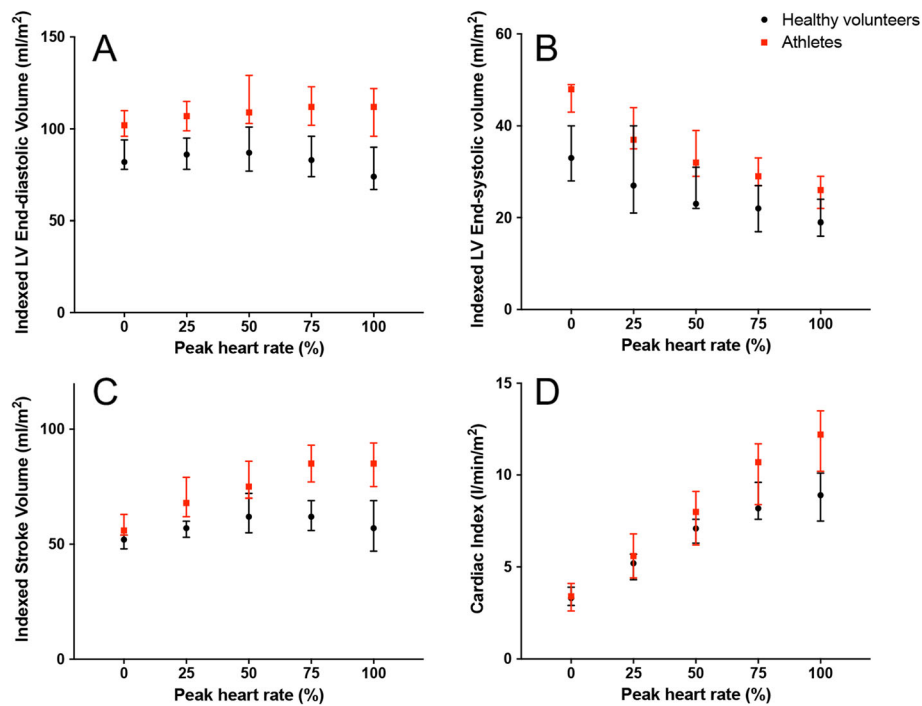 Healthy volunteers
Athletes
A
Indexed LV End-diastolic Volume (ml/m²)
150
100
50
0
0 25 50 75 100
Peak heart rate (%)
B
Indexed LV End-systolic volume (ml/m²)
60
40
20
0
0 25 50 75 100
Peak heart rate (%)
C
Indexed Stroke Volume (ml/m²)
100
50
0
0 25 50 75 100
Peak heart rate (%)
D
Cardiac Index (l/min/m²)
15
10
5
0
0 25 50 75 100
Peak heart rate (%)